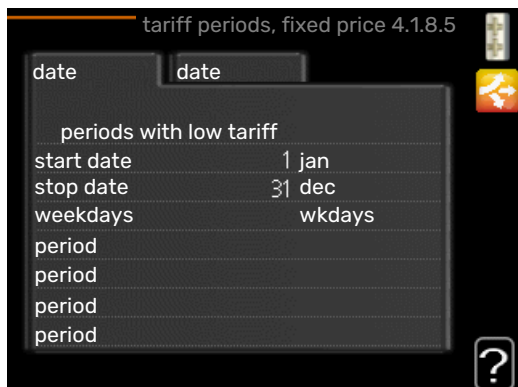 tariff periods, fixed price 4.1.8.5
date date
periods with low tariff
start date 1 jan
stop date 31 dec
weekdays wkdays
period
period
period
period
?